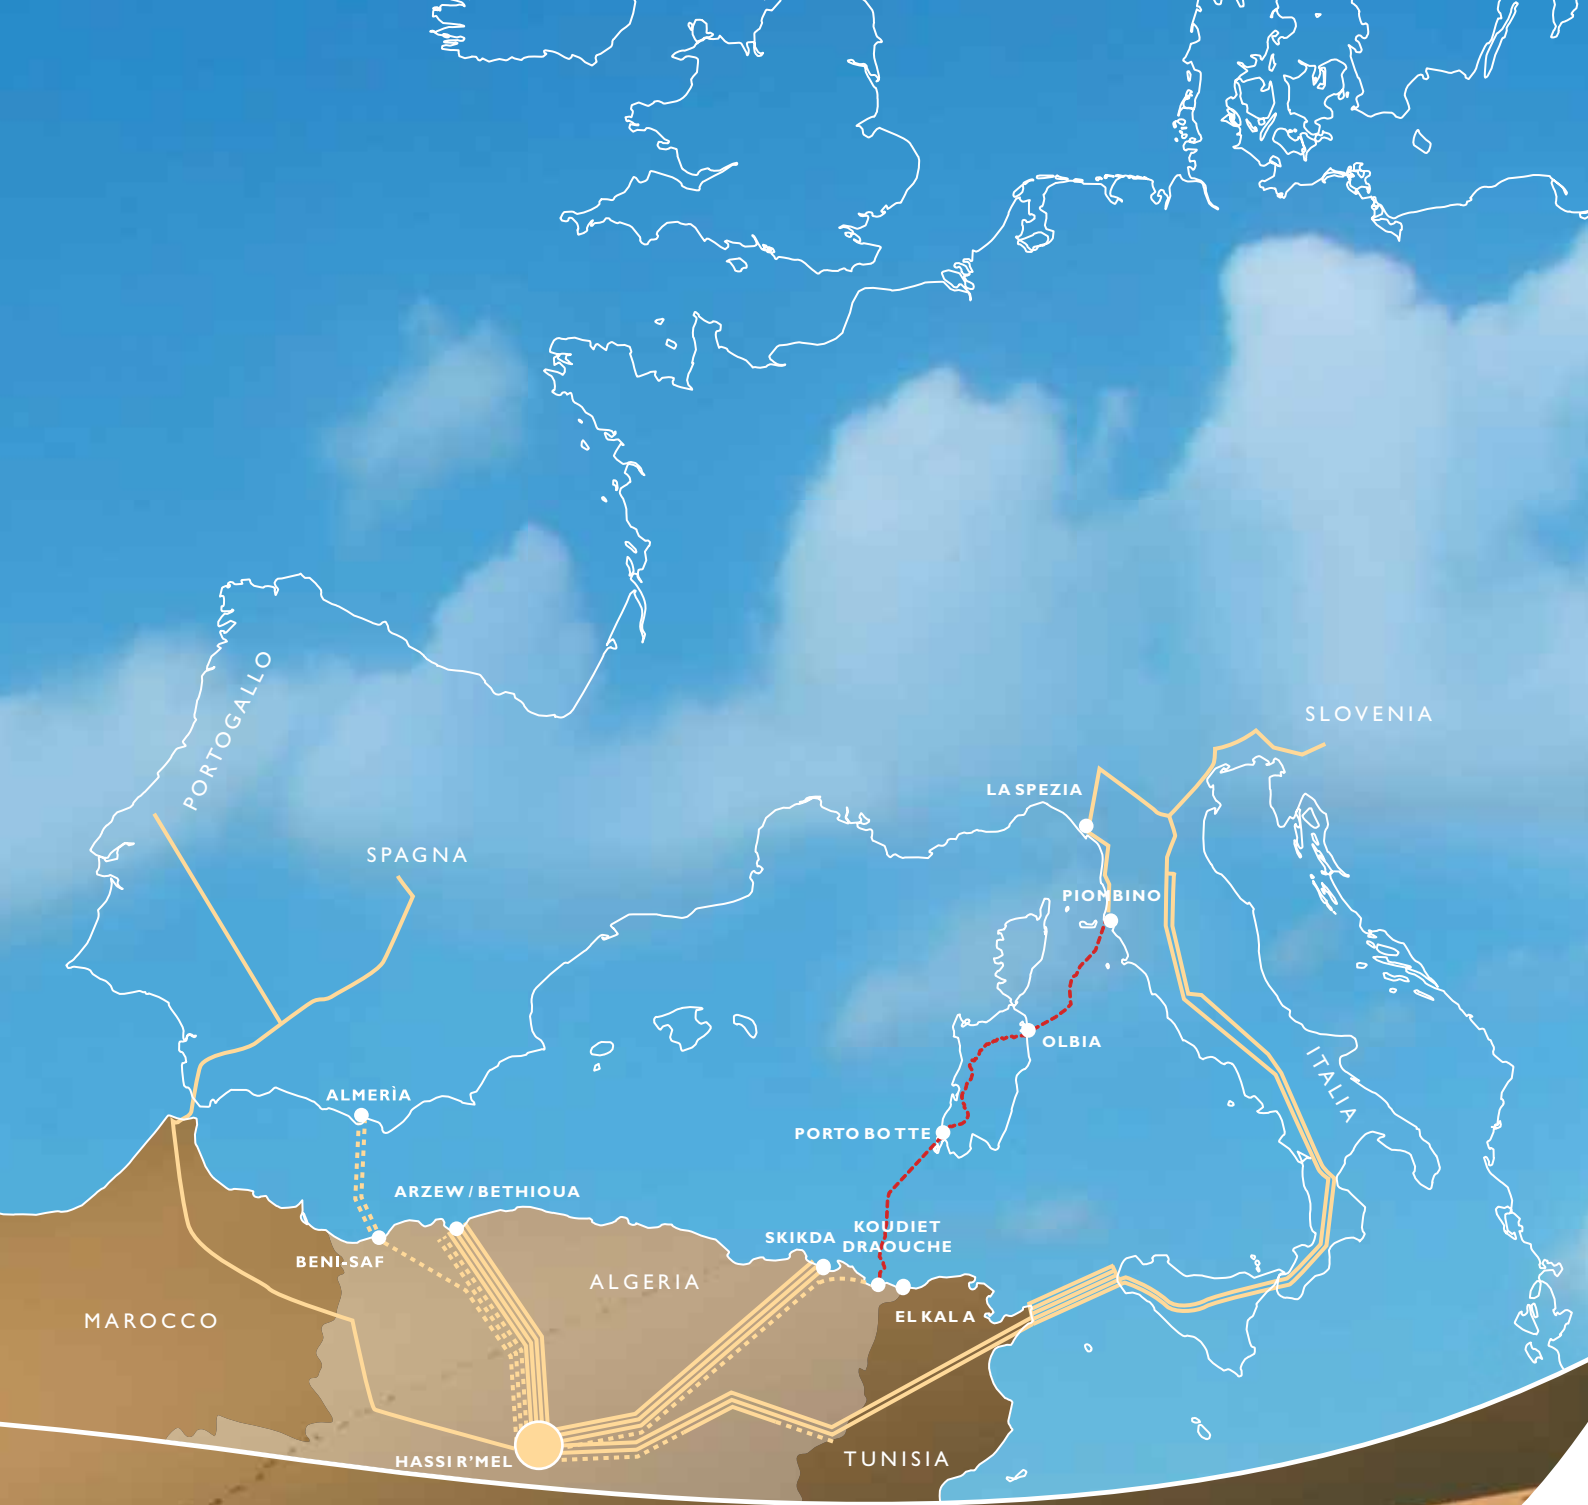 SLOVENIA
PORTOGALLO
LA SPEZIA
SPAGNA
PIOMBINO
OLBIA
ITALIA
ALMERÌA
PORTO BOTTE
ARZEW / BETHIOUA
SKIKDA
KOUDIET
DRAOUCHE
BENI-SAF
ALGERIA
EL KALA
MAROCCO
TUNISIA
HASSI R'MEL